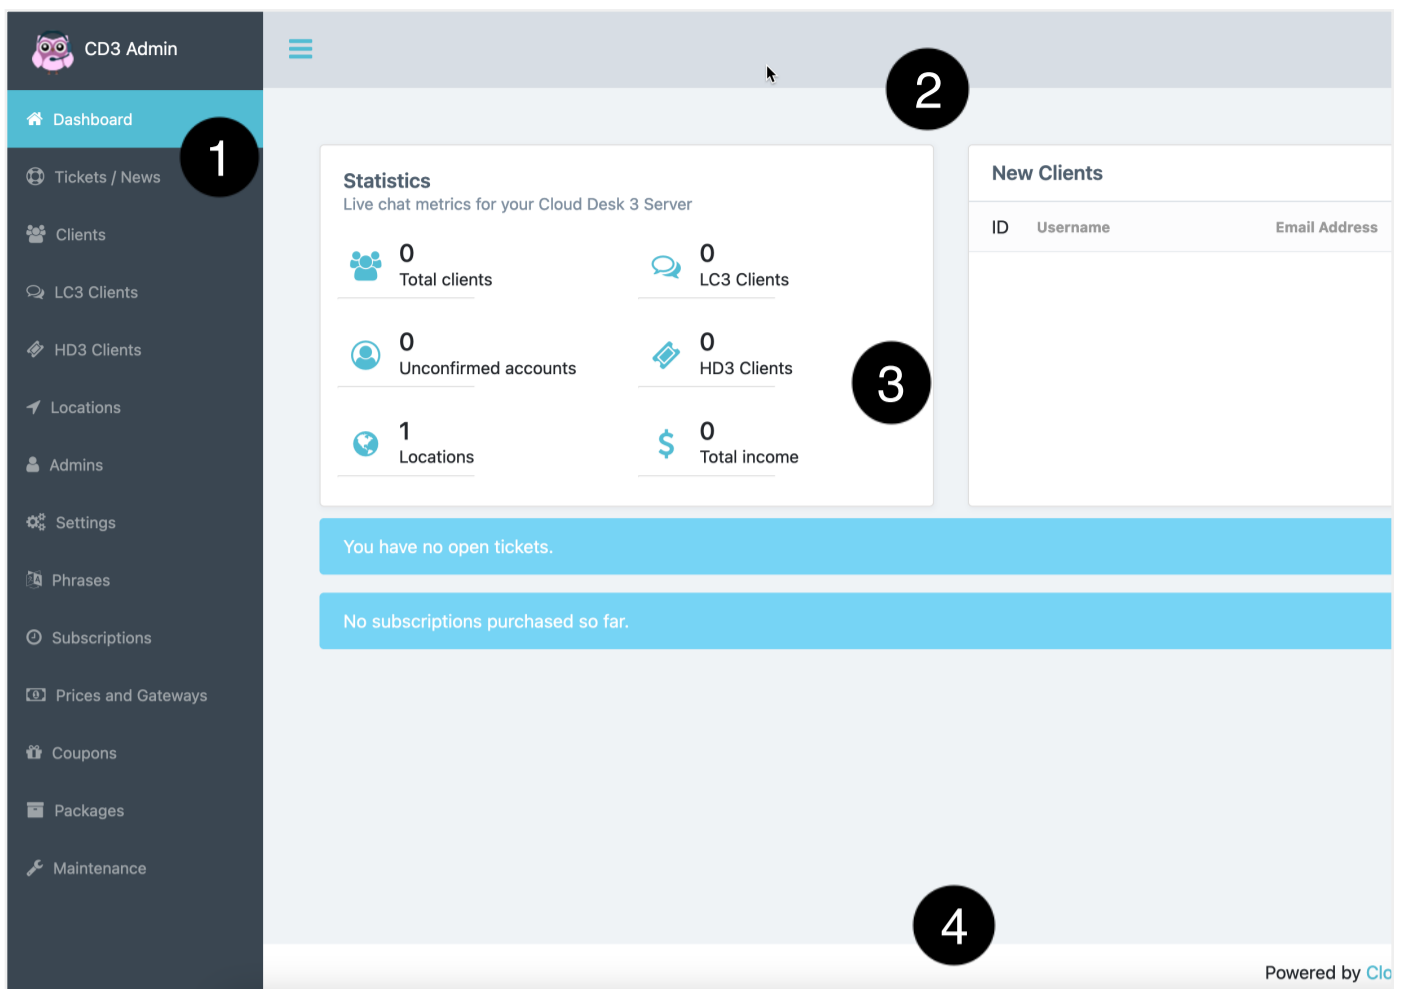 CD3 Admin
Dashboard
1
Tickets / News
Clients
LC3 Clients
HD3 Clients
Locations
Admins
Settings
Phrases
Subscriptions
Prices and Gateways
Coupons
Packages
Maintenance
2
Statistics
Live chat metrics for your Cloud Desk 3 Server
0
Total clients
0
LC3 Clients
0
Unconfirmed accounts
0
HD3 Clients
3
1
Locations
0
Total income
New Clients
ID Username Email Address
You have no open tickets.
No subscriptions purchased so far.
4
Powered by Clo